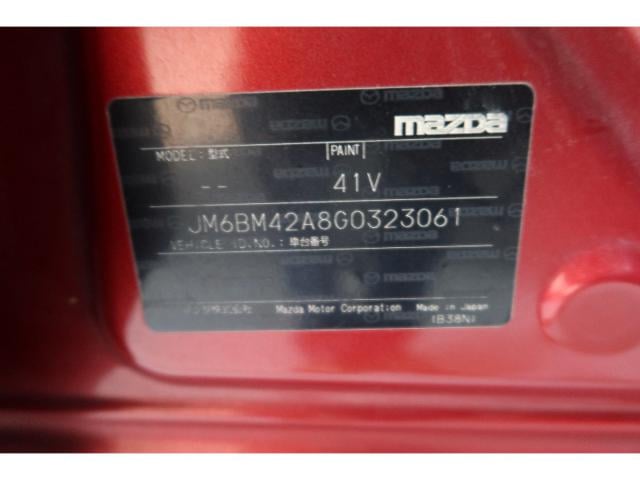 mazda
MODEL:型式 PAINT
-- 41V
JM6BM42A8G0323061
VEHICLE ID.NO.:車台番号
Mazda Motor Corporation Made in Japan
(B38N)